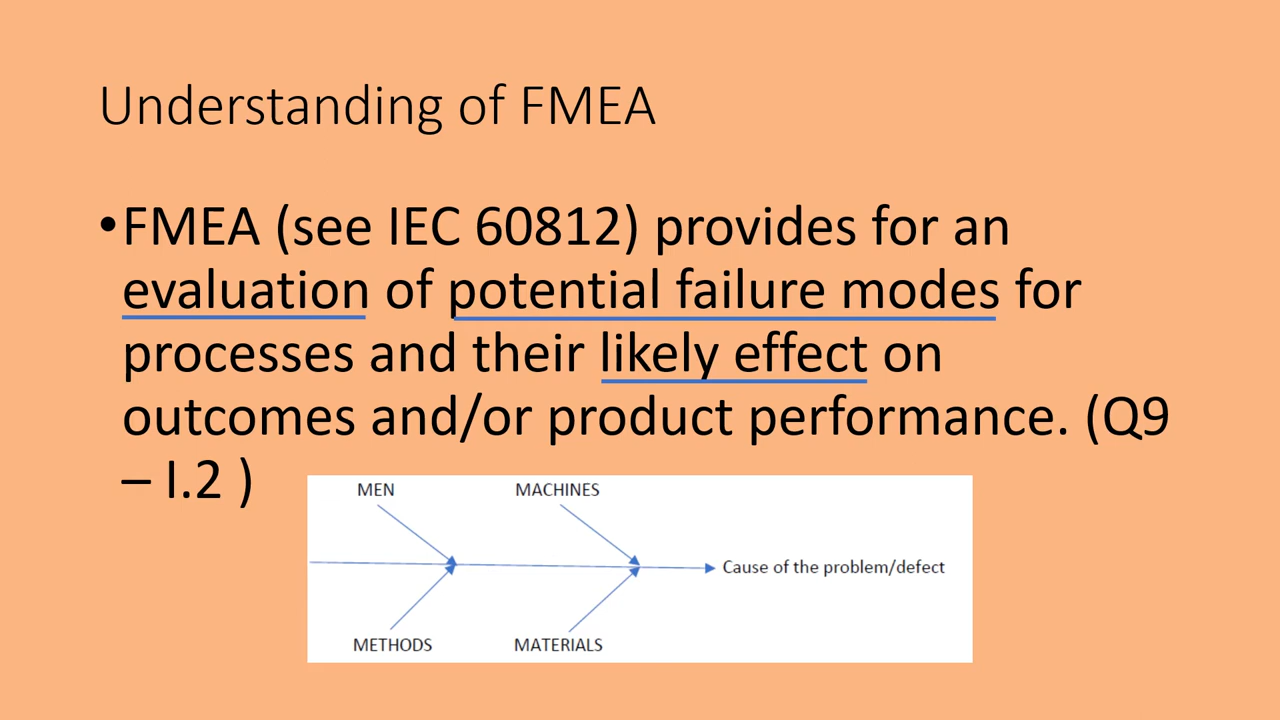 Understanding of FMEA
•FMEA (see IEC 60812) provides for an
evaluation of potential failure modes for
processes and their likely effect on
outcomes and/or product performance. (Q9
– I.2 )
MEN
MACHINES
Cause of the problem/defect
METHODS
MATERIALS